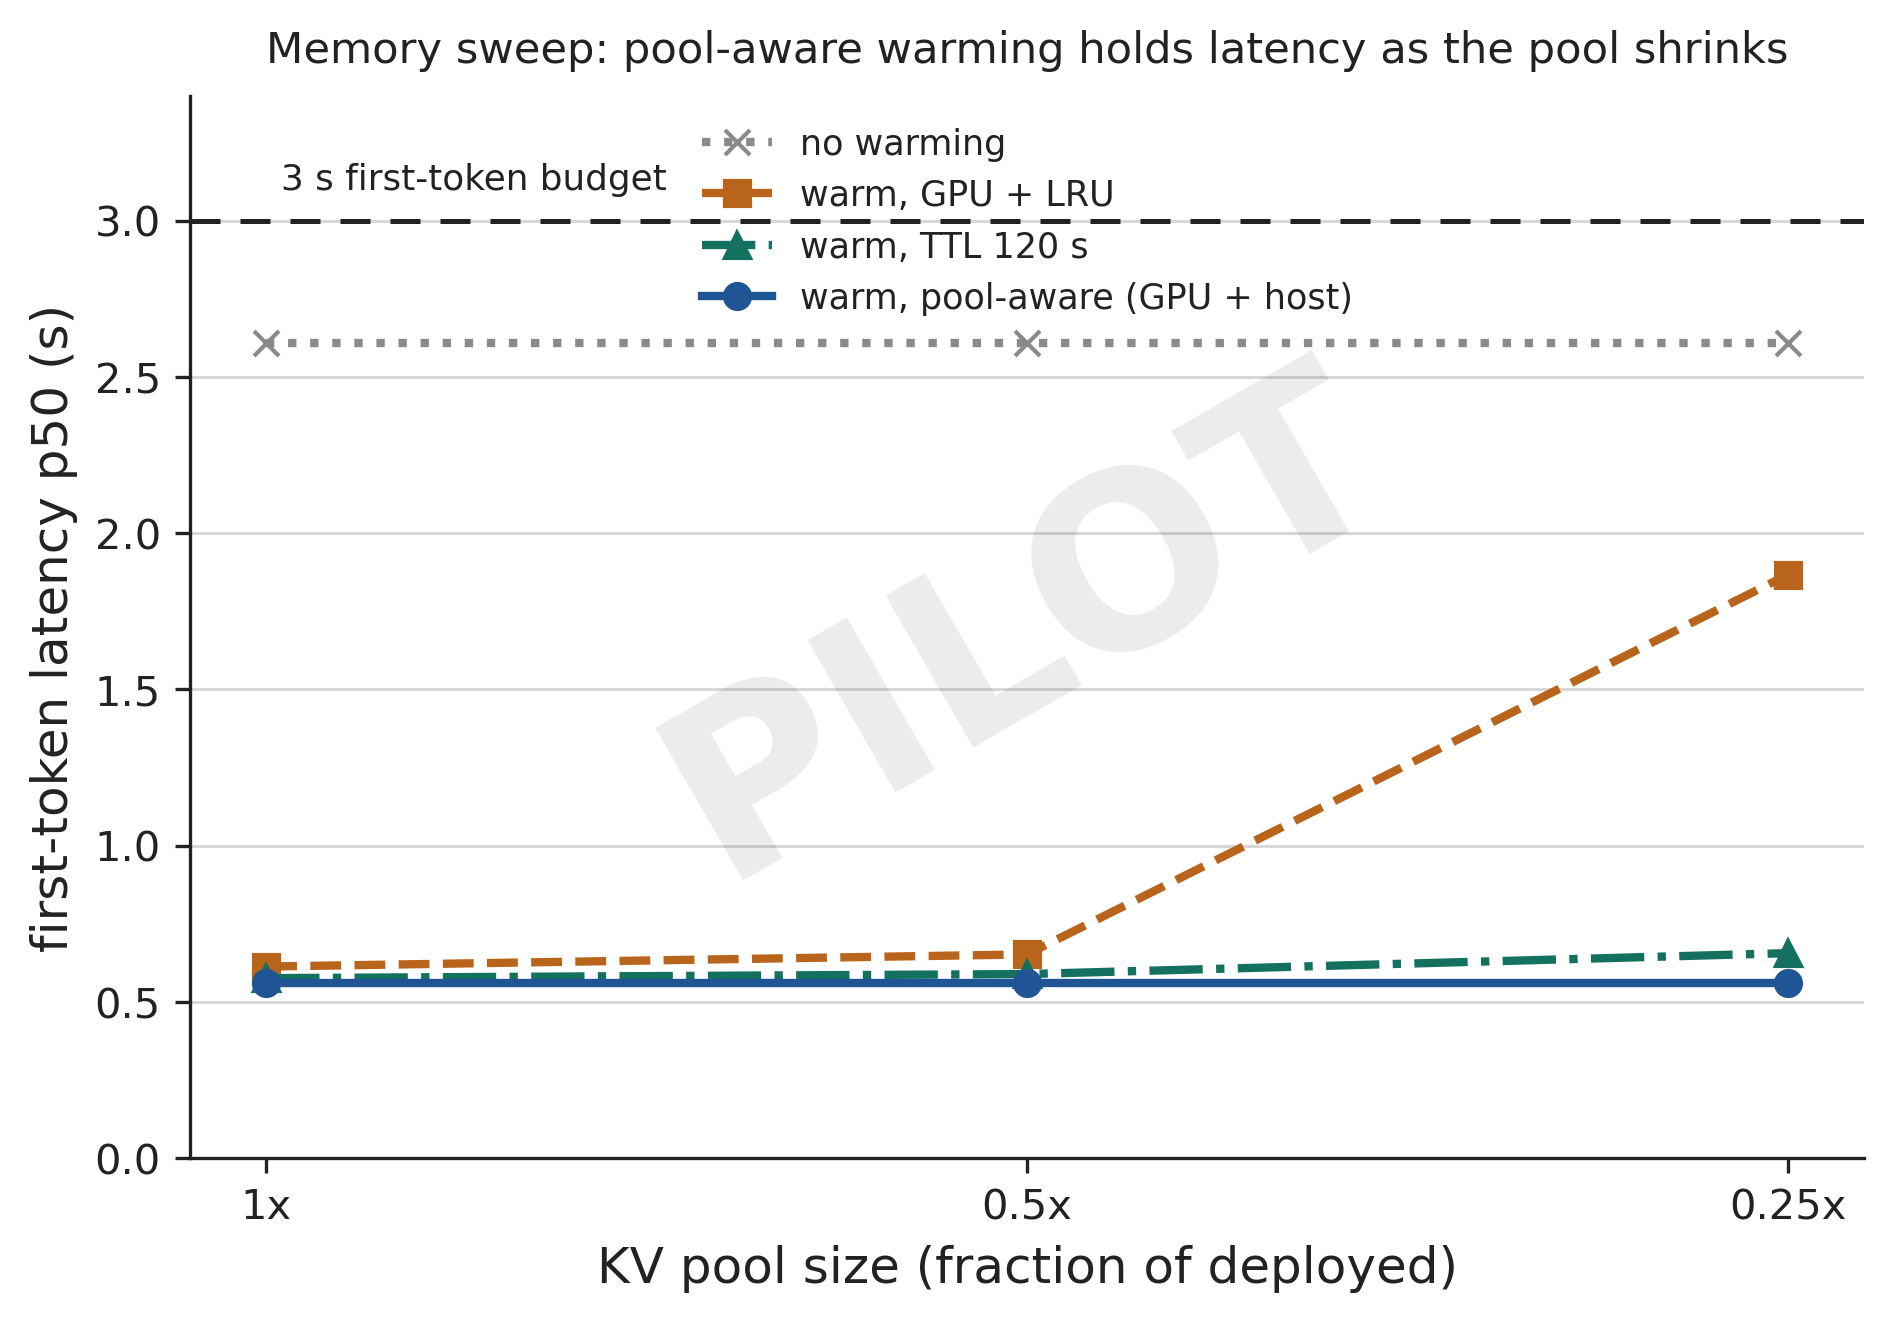 Memory sweep: pool-aware warming holds latency as the pool shrinks
3 s first-token budget
no warming
warm, GPU + LRU
warm, TTL 120 s
warm, pool-aware (GPU + host)
first-token latency p50 (s)
3.0
2.5
2.0
1.5
1.0
0.5
0.0
PILOT
1x
0.5x
0.25x
KV pool size (fraction of deployed)